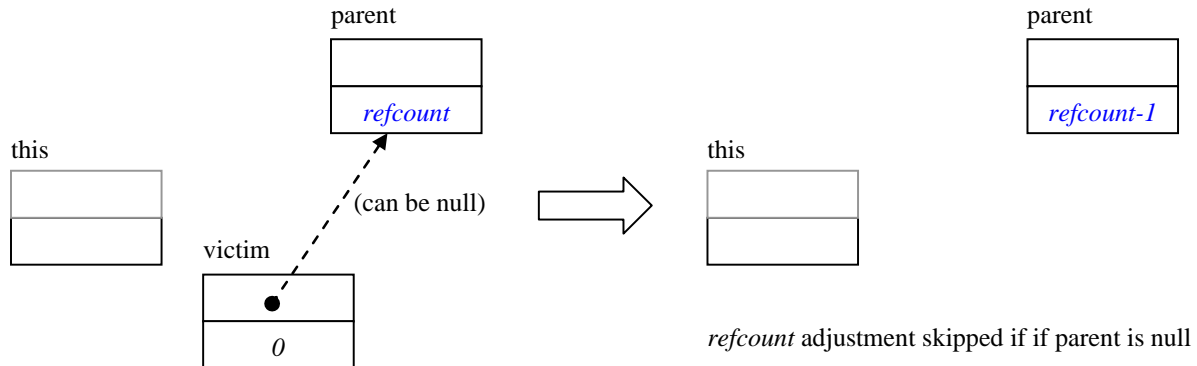 parent
refcount
this
(can be null)
victim
0
parent
refcount-1
this
refcount adjustment skipped if if parent is null